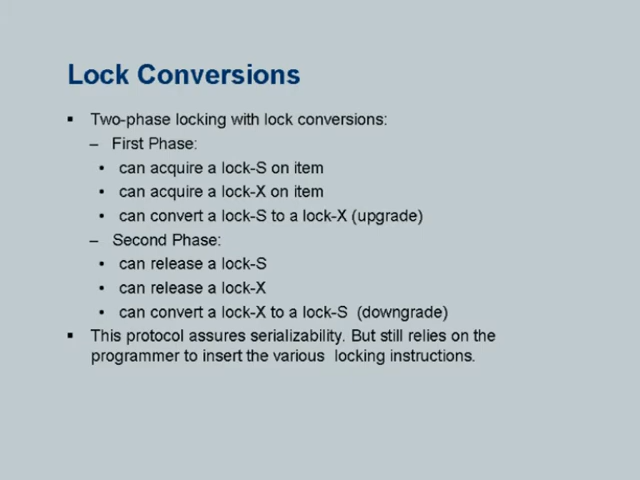 Lock Conversions
▪ Two-phase locking with lock conversions:
– First Phase:
• can acquire a lock-S on item
• can acquire a lock-X on item
• can convert a lock-S to a lock-X (upgrade)
– Second Phase:
• can release a lock-S
• can release a lock-X
• can convert a lock-X to a lock-S (downgrade)
▪ This protocol assures serializability. But still relies on the
programmer to insert the various locking instructions.